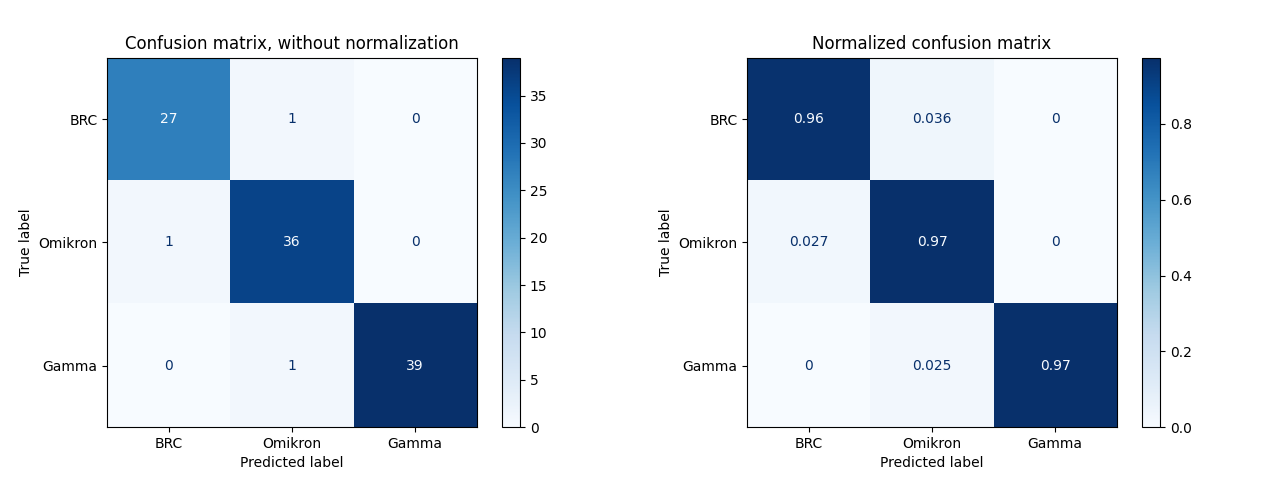 Confusion matrix, without normalization
BRC
Omikron
Gamma
True label
27 1 0
1 36 0
0 1 39
BRC Omikron Gamma
Predicted label
35
30
25
20
15
10
5
0
Normalized confusion matrix
BRC
Omikron
Gamma
True label
0.96 0.036 0
0.027 0.97 0
0 0.025 0.97
BRC Omikron Gamma
Predicted label
0.8
0.6
0.4
0.2
0.0